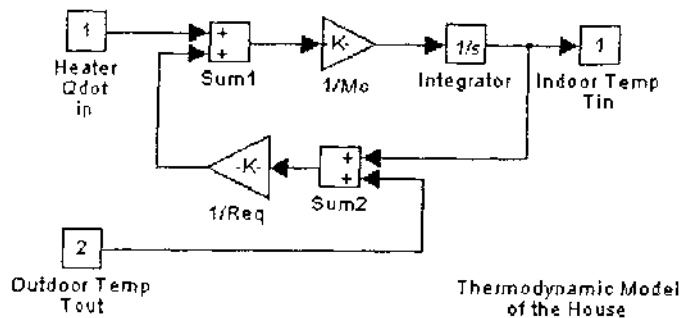 1
Heater
Qdot
in
+
+
Sum1
-K-
1/Mc
1/s
Integrator
1
Indoor Temp
Tin
-K-
1/Req
+
+
Sum2
2
Outdoor Temp
Tout
Thermodynamic Model
of the House